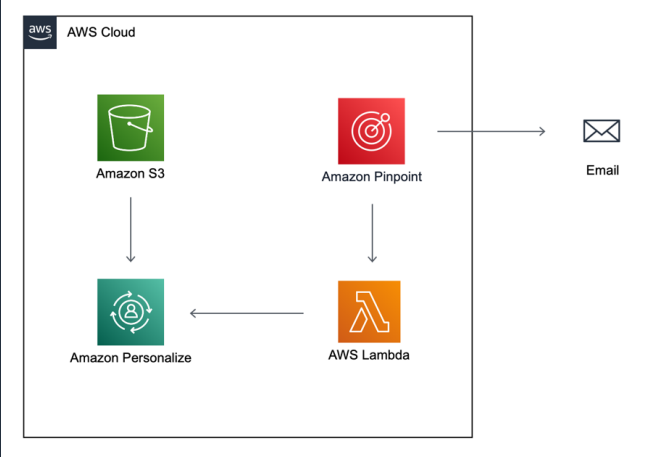 aws
AWS Cloud
Amazon S3
Amazon Pinpoint
Email
Amazon Personalize
AWS Lambda